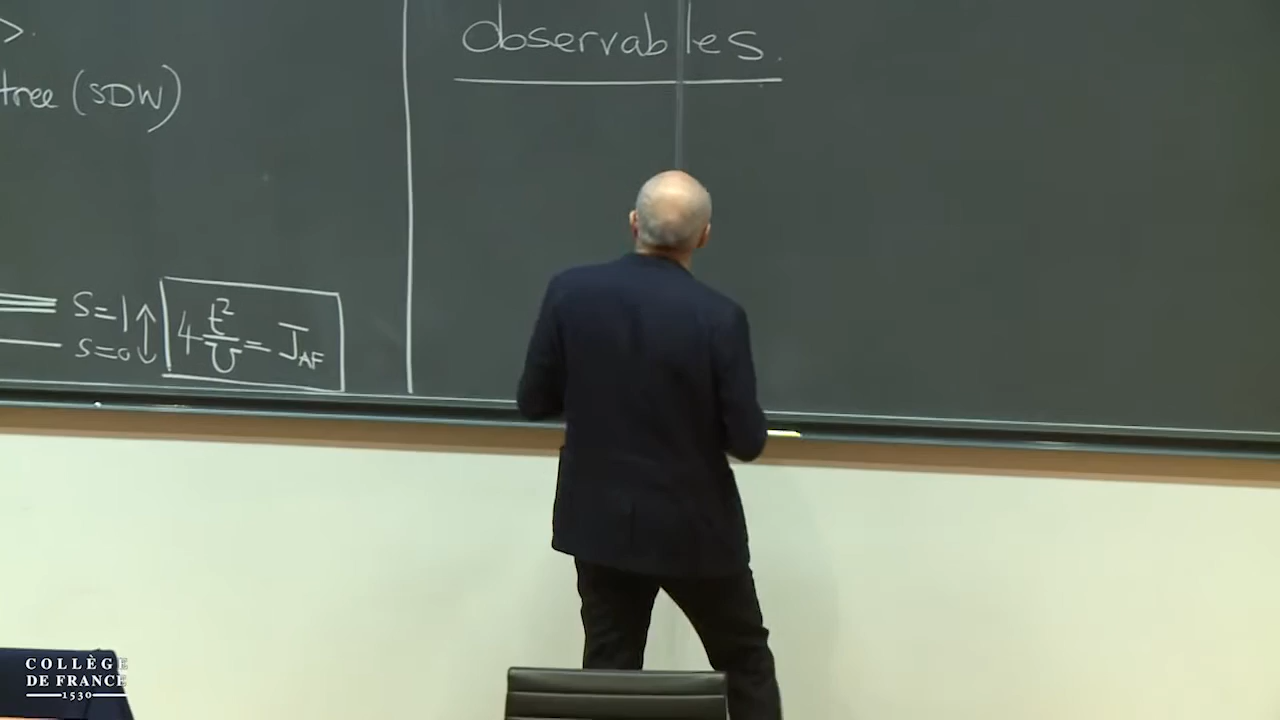 >.
tree (SDW)
S=1
S=0
4 t²/U = J_AF
observables.
COLLÈGE
DE FRANCE
1530